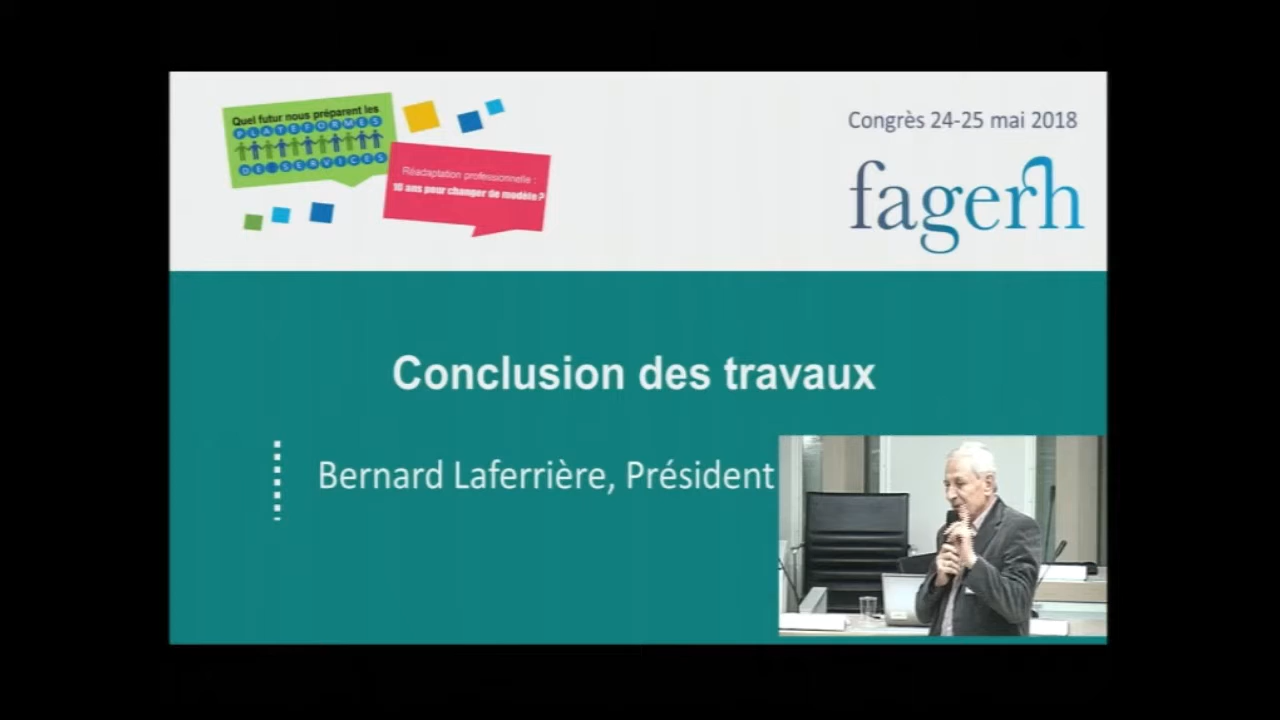 Quel futur nous préparent les
PLATEFORMES
DE SERVICES
Réadaptation professionnelle :
10 ans pour changer de modèle ?
Congrès 24-25 mai 2018
fagerh
Conclusion des travaux
Bernard Laferrière, Président